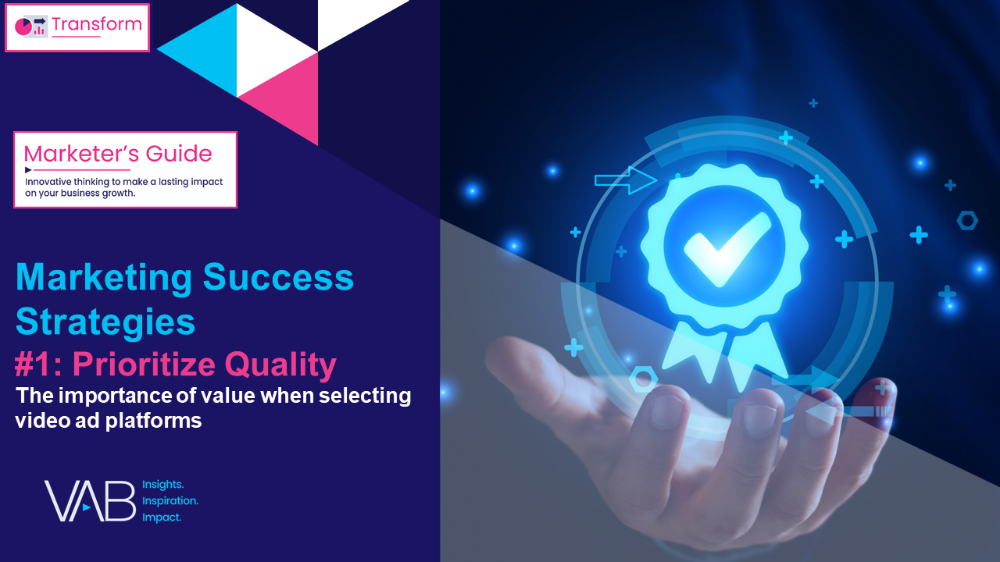 Transform
Marketer's Guide
Innovative thinking to make a lasting impact
on your business growth.
Marketing Success
Strategies
#1: Prioritize Quality
The importance of value when selecting
video ad platforms
VAB
Insights.
Inspiration.
Impact.